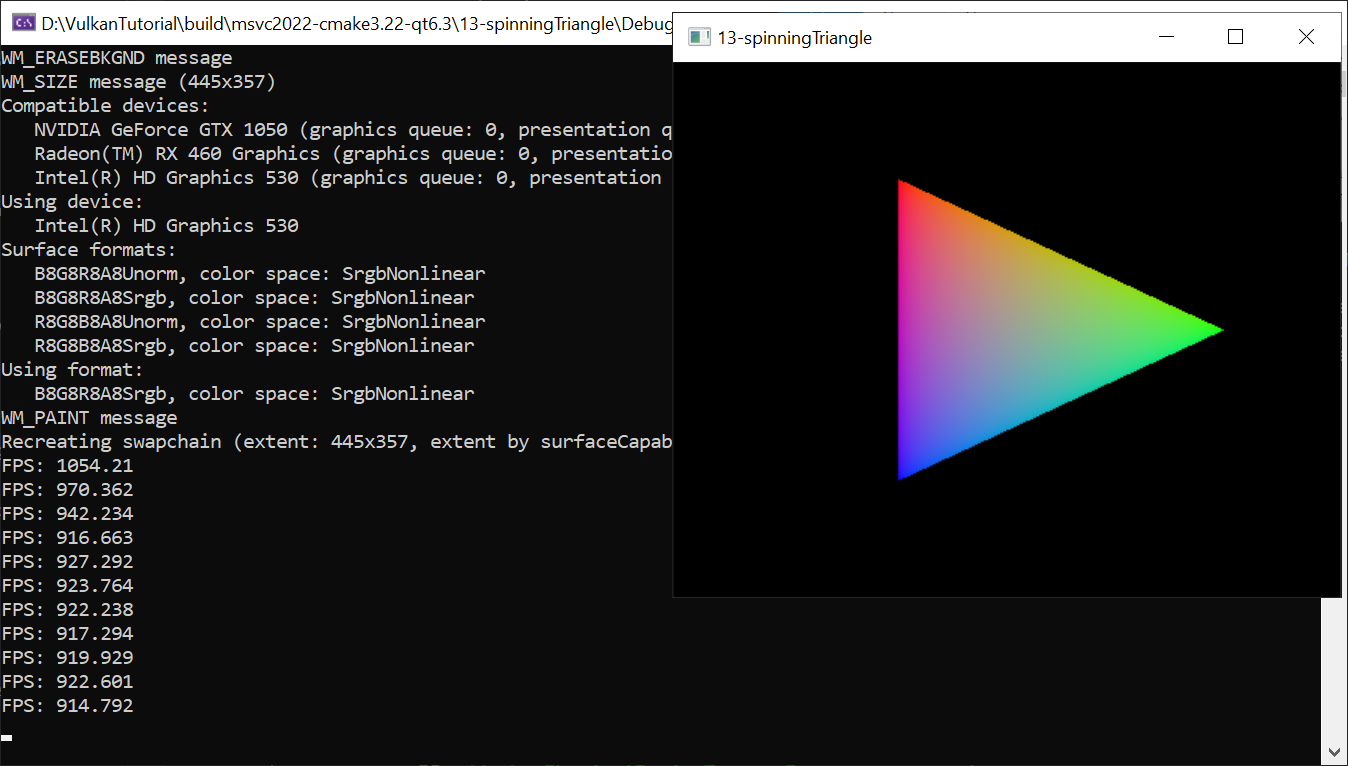 D:\VulkanTutorial\build\msvc2022-cmake3.22-qt6.3\13-spinningTriangle\Debug
13-spinningTriangle
WM_ERASEBKGND message
WM_SIZE message (445x357)
Compatible devices:
NVIDIA GeForce GTX 1050 (graphics queue: 0, presentation q
Radeon(TM) RX 460 Graphics (graphics queue: 0, presentatio
Intel(R) HD Graphics 530 (graphics queue: 0, presentation
Using device:
Intel(R) HD Graphics 530
Surface formats:
B8G8R8A8Unorm, color space: SrgbNonlinear
B8G8R8A8Srgb, color space: SrgbNonlinear
R8G8B8A8Unorm, color space: SrgbNonlinear
R8G8B8A8Srgb, color space: SrgbNonlinear
Using format:
B8G8R8A8Srgb, color space: SrgbNonlinear
WM_PAINT message
Recreating swapchain (extent: 445x357, extent by surfaceCapab
FPS: 1054.21
FPS: 970.362
FPS: 942.234
FPS: 916.663
FPS: 927.292
FPS: 923.764
FPS: 922.238
FPS: 917.294
FPS: 919.929
FPS: 922.601
FPS: 914.792